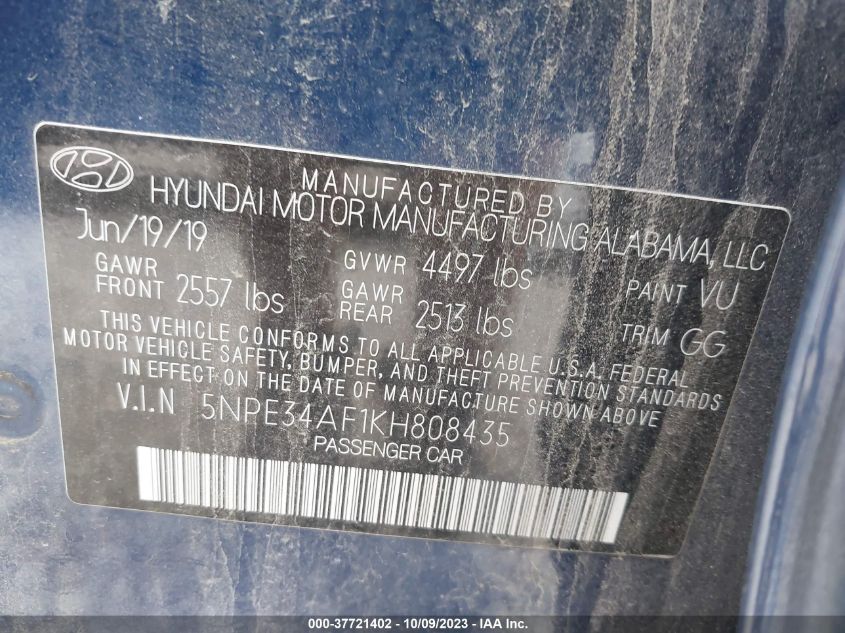 MANUFACTURED BY
HYUNDAI MOTOR MANUFACTURING ALABAMA, LLC
Jun/19/19
GAWR FRONT 2557 lbs
GVWR 4497 lbs
GAWR REAR 2513 lbs
PAINT VU
TRIM GG
THIS VEHICLE CONFORMS TO ALL APPLICABLE U.S.A. FEDERAL
MOTOR VEHICLE SAFETY, BUMPER, AND THEFT PREVENTION STANDARDS
IN EFFECT ON THE DATE OF MANUFACTURE SHOWN ABOVE.
V.I.N 5NPE34AF1KH808435
PASSENGER CAR
000-37721402 - 10/09/2023 - IAA Inc.